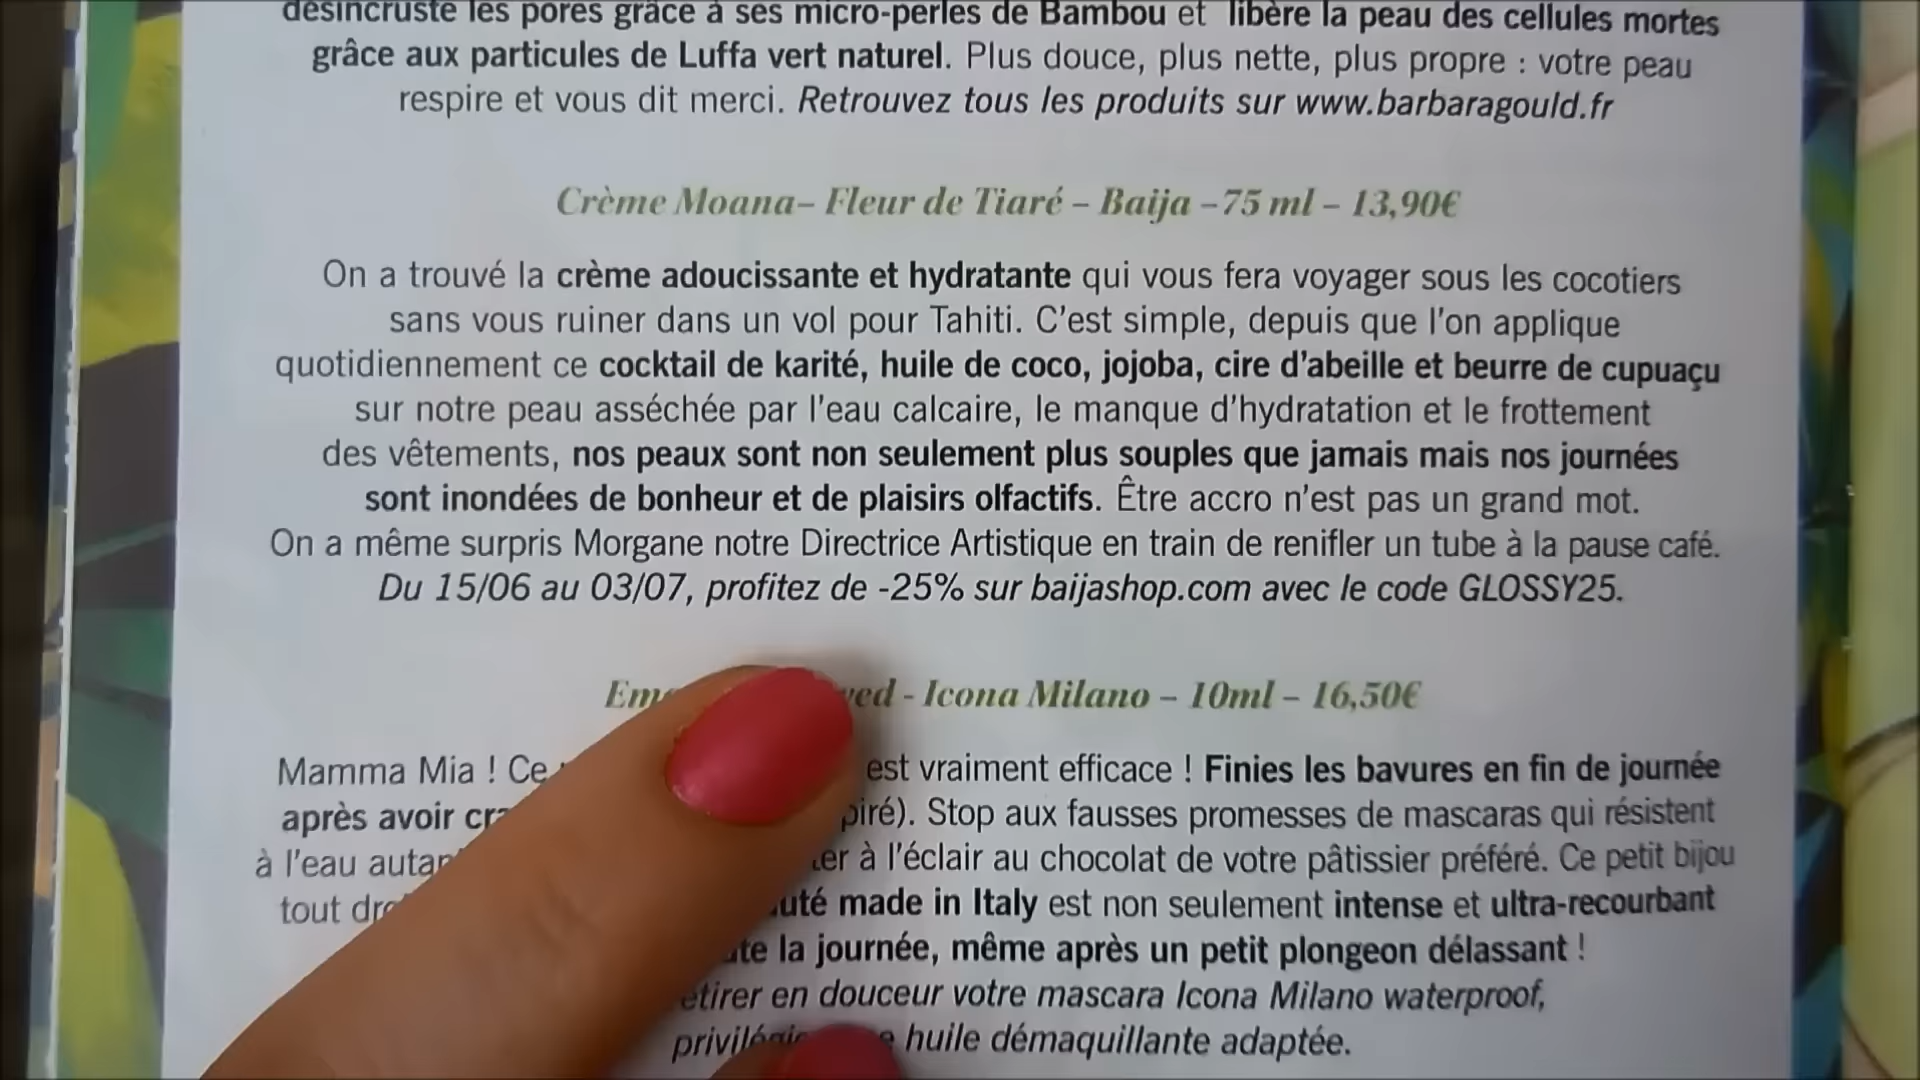 désincruste les pores grâce à ses micro-perles de Bambou et libère la peau des cellules mortes
grâce aux particules de Luffa vert naturel. Plus douce, plus nette, plus propre : votre peau
respire et vous dit merci. Retrouvez tous les produits sur www.barbaragould.fr
Crème Moana– Fleur de Tiaré – Baija –75 ml – 13,90€
On a trouvé la crème adoucissante et hydratante qui vous fera voyager sous les cocotiers
sans vous ruiner dans un vol pour Tahiti. C'est simple, depuis que l'on applique
quotidiennement ce cocktail de karité, huile de coco, jojoba, cire d'abeille et beurre de cupuaçu
sur notre peau asséchée par l'eau calcaire, le manque d'hydratation et le frottement
des vêtements, nos peaux sont non seulement plus souples que jamais mais nos journées
sont inondées de bonheur et de plaisirs olfactifs. Être accro n'est pas un grand mot.
On a même surpris Morgane notre Directrice Artistique en train de renifler un tube à la pause café.
Du 15/06 au 03/07, profitez de -25% sur baijashop.com avec le code GLOSSY25.
- Icona Milano – 10ml – 16,50€
Mamma Mia ! Ce est vraiment efficace ! Finies les bavures en fin de journée
après avoir Stop aux fausses promesses de mascaras qui résistent
à l'eau à l'éclair au chocolat de votre pâtissier préféré. Ce petit bijou
tout made in Italy est non seulement intense et ultra-recourbant
la journée, même après un petit plongeon délassant !
en douceur votre mascara Icona Milano waterproof,
huile démaquillante adaptée.